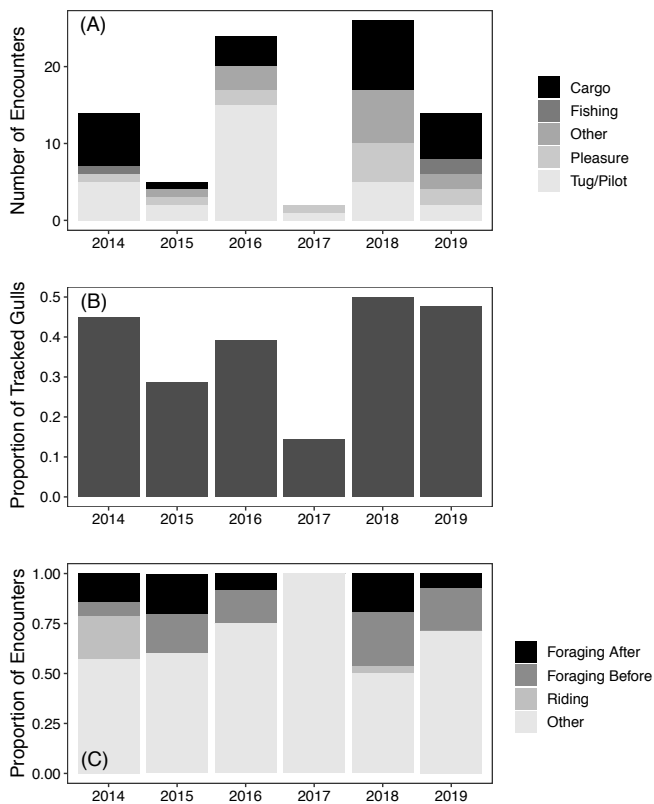 (A)
Number of Encounters
20
10
0
2014 2015 2016 2017 2018 2019
Cargo
Fishing
Other
Pleasure
Tug/Pilot
(B)
Proportion of Tracked Gulls
0.5
0.4
0.3
0.2
0.1
0.0
2014 2015 2016 2017 2018 2019
Proportion of Encounters
1.00
0.75
0.50
0.25
0.00
(C)
2014 2015 2016 2017 2018 2019
Foraging After
Foraging Before
Riding
Other